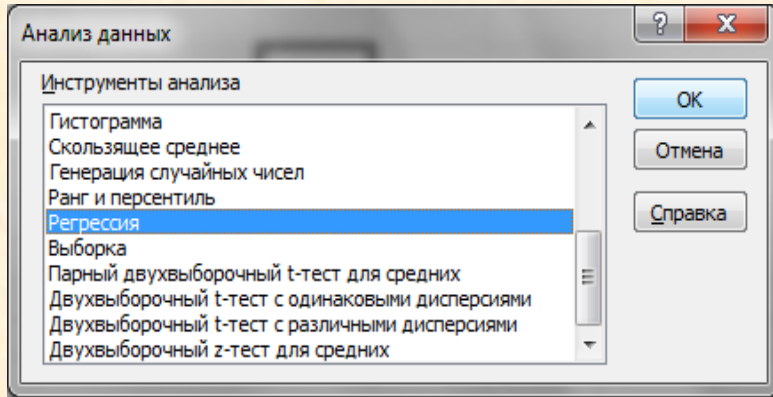 Анализ данных
Инструменты анализа
Гистограмма
Скользящее среднее
Генерация случайных чисел
Ранг и персентиль
Регрессия
Выборка
Парный двухвыборочный t-тест для средних
Двухвыборочный t-тест с одинаковыми дисперсиями
Двухвыборочный t-тест с различными дисперсиями
Двухвыборочный z-тест для средних
OK
Отмена
Справка